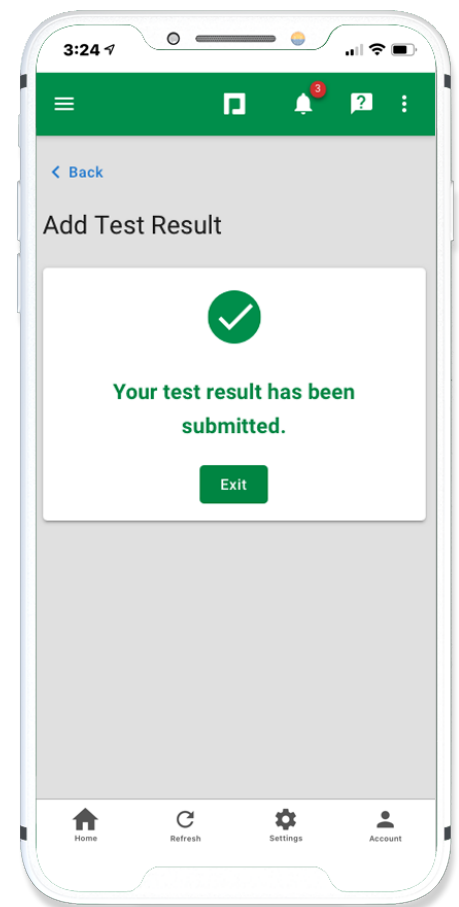 3:24
3
?
Back
Add Test Result
Your test result has been
submitted.
Exit
Home
Refresh
Settings
Account